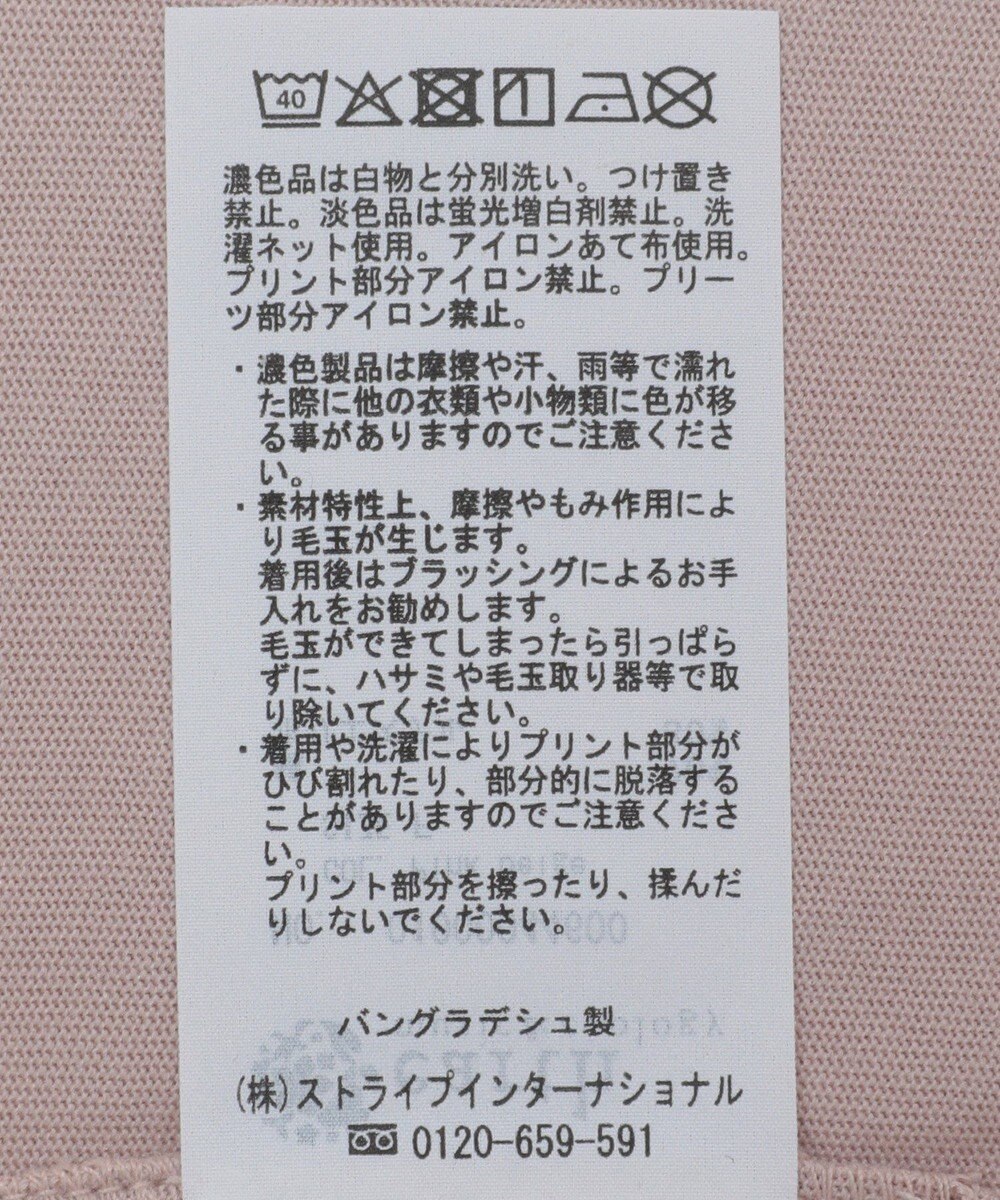 40
濃色品は白物と分別洗い。つけ置き
禁止。淡色品は蛍光増白剤禁止。洗
濯ネット使用。アイロンあて布使用。
プリント部分アイロン禁止。プリー
ツ部分アイロン禁止。
・濃色製品は摩擦や汗、雨等で濡れ
た際に他の衣類や小物類に色が移
る事がありますのでご注意くださ
い。
・素材特性上、摩擦やもみ作用によ
り毛玉が生じます。
着用後はブラッシングによるお手
入れをお勧めします。
毛玉ができてしまったら引っぱら
ずに、ハサミや毛玉取り器等で取
り除いてください。
・着用や洗濯によりプリント部分が
ひび割れたり、部分的に脱落する
ことがありますのでご注意くださ
い。
プリント部分を擦ったり、揉んだ
りしないでください。
バングラデシュ製
(株)ストライプインターナショナル
0120-659-591